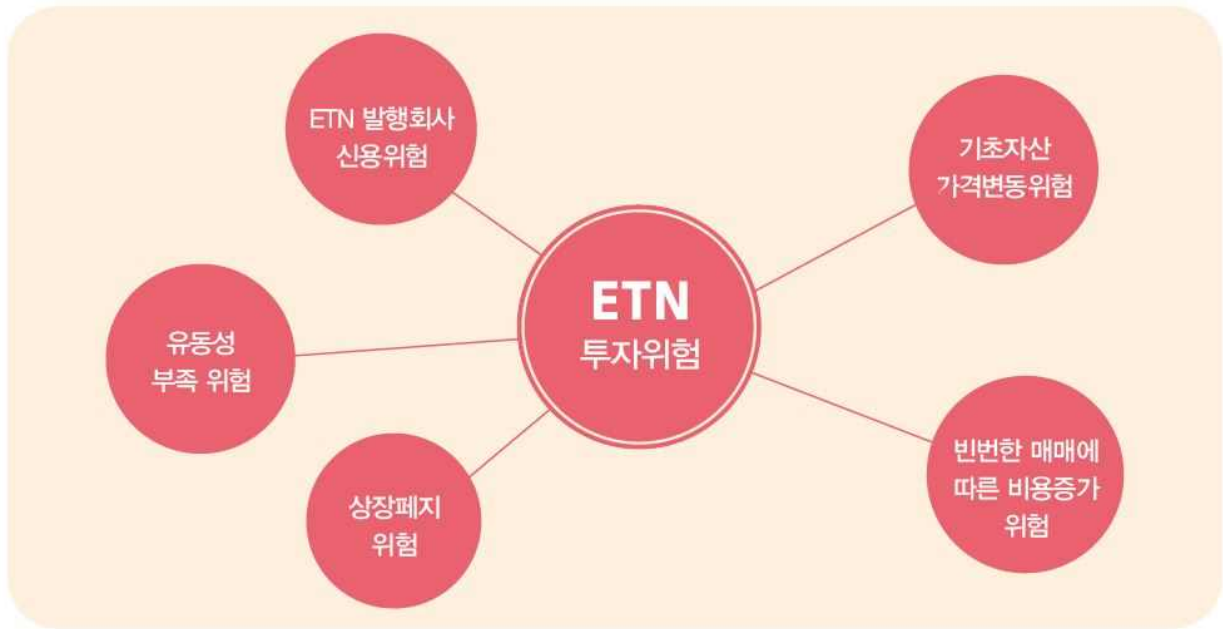 ETN 발행회사
신용위험
기초자산
가격변동위험
ETN
투자위험
유동성
부족 위험
상장페지
위험
빈번한 매매에
따른 비용증가
위험